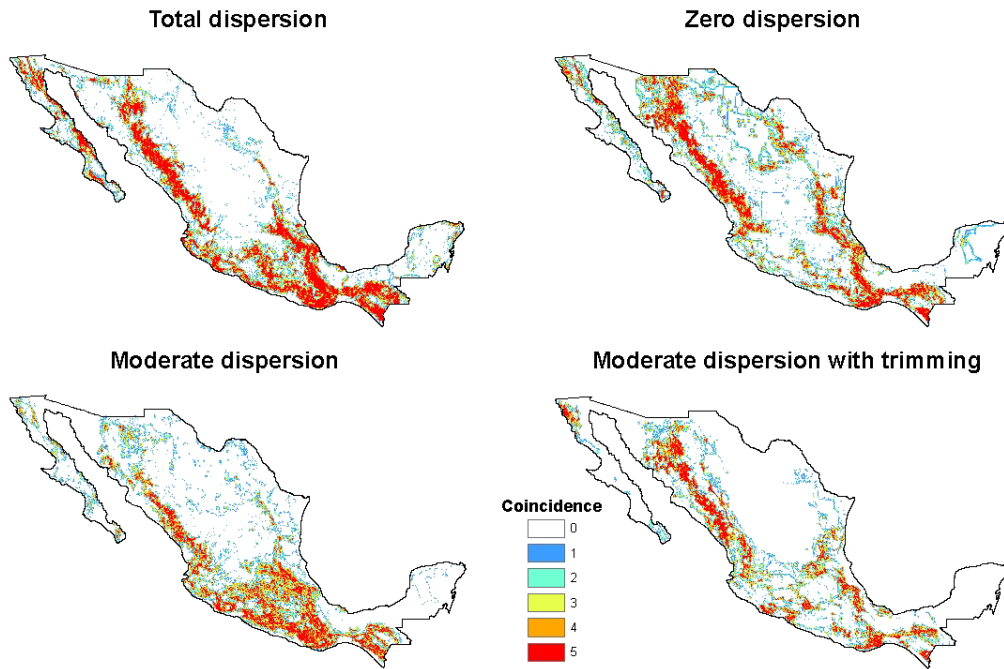 Total dispersion
Zero dispersion
Moderate dispersion
Moderate dispersion with trimming
Coincidence
0
1
2
3
4
5